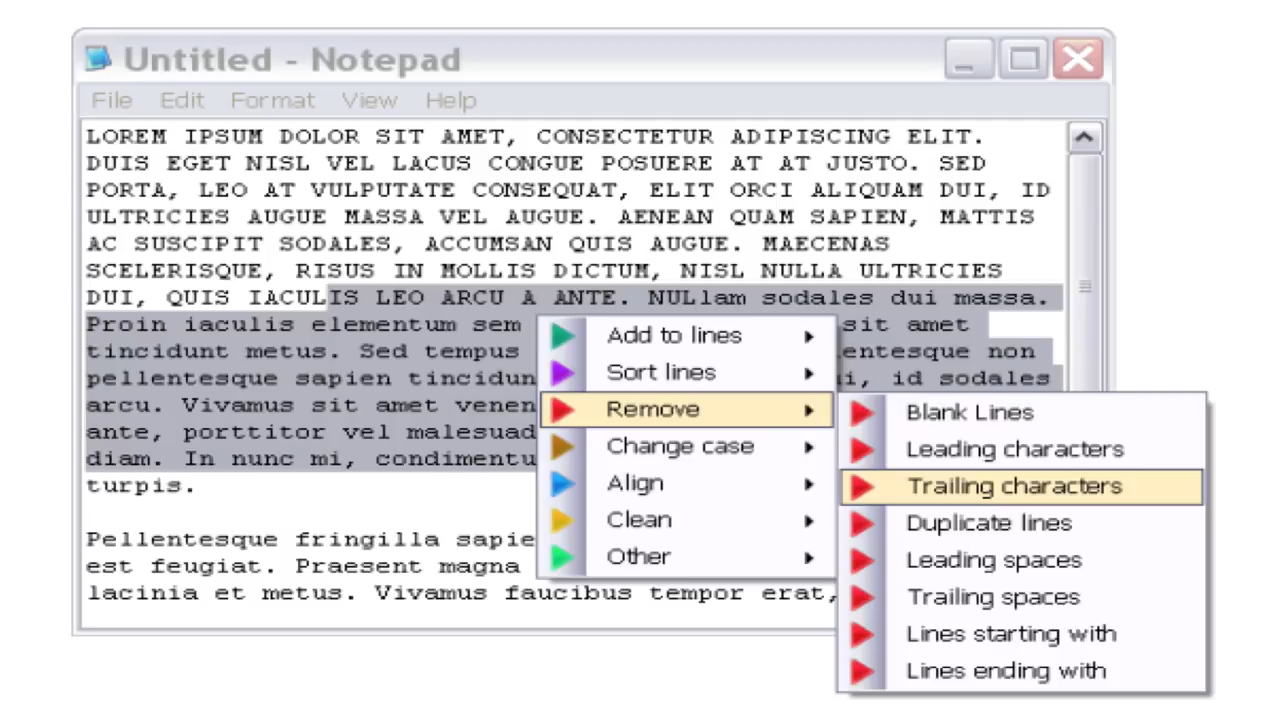 Untitled - Notepad
File Edit Format View Help
LOREM IPSUM DOLOR SIT AMET, CONSECTETUR ADIPISCING ELIT.
DUIS EGET NISL VEL LACUS CONGUE POSUERE AT AT JUSTO. SED
PORTA, LEO AT VULPUTATE CONSEQUAT, ELIT ORCI ALIQUAM DUI, ID
ULTRICIES AUGUE MASSA VEL AUGUE. AENEAN QUAM SAPIEN, MATTIS
AC SUSCIPIT SODALES, ACCUMSAN QUIS AUGUE. MAECENAS
SCELERISQUE, RISUS IN MOLLIS DICTUM, NISL NULLA ULTRICIES
DUI, QUIS IACULIS LEO ARCU A ANTE. NULlam sodales dui massa.
Proin iaculis elementum sem sit amet
tincidunt metus. Sed tempus entesque non
pellentesque sapien tincidun i, id sodales
arcu. Vivamus sit amet venen
ante, porttitor vel malesuad
diam. In nunc mi, condimentu
turpis.
Pellentesque fringilla sapie
est feugiat. Praesent magna
lacinia et metus. Vivamus faucibus tempor erat,
Add to lines
Sort lines
Remove
Change case
Align
Clean
Other
Blank Lines
Leading characters
Trailing characters
Duplicate lines
Leading spaces
Trailing spaces
Lines starting with
Lines ending with